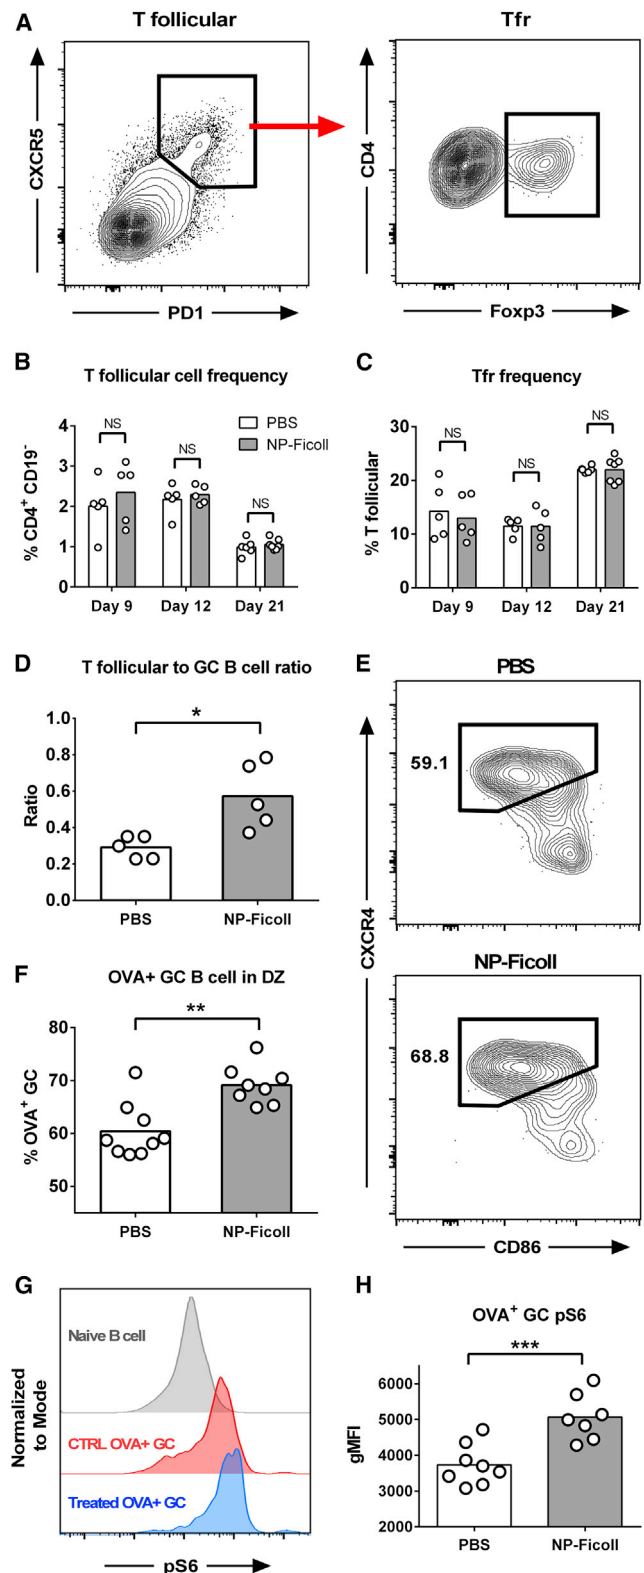 A
T follicular
Tfr
CXCR5
PD1
CD4
Foxp3
B
T follicular cell frequency
% CD4⁺ CD19⁻
4
3
2
1
0
NS
NS
NS
PBS
NP-Ficoll
Day 9
Day 12
Day 21
C
Tfr frequency
% T follicular
30
20
10
0
NS
NS
NS
Day 9
Day 12
Day 21
D
T follicular to GC B cell ratio
Ratio
1.0
0.8
0.6
0.4
0.2
0.0
*
PBS
NP-Ficoll
E
PBS
59.1
NP-Ficoll
68.8
CXCR4
CD86
F
OVA+ GC B cell in DZ
% OVA⁺ GC
80
70
60
50
**
PBS
NP-Ficoll
G
Normalized
to Mode
Naive B cell
CTRL OVA+ GC
Treated OVA+ GC
pS6
H
OVA⁺ GC pS6
gMFI
6000
5000
4000
3000
2000
***
PBS
NP-Ficoll